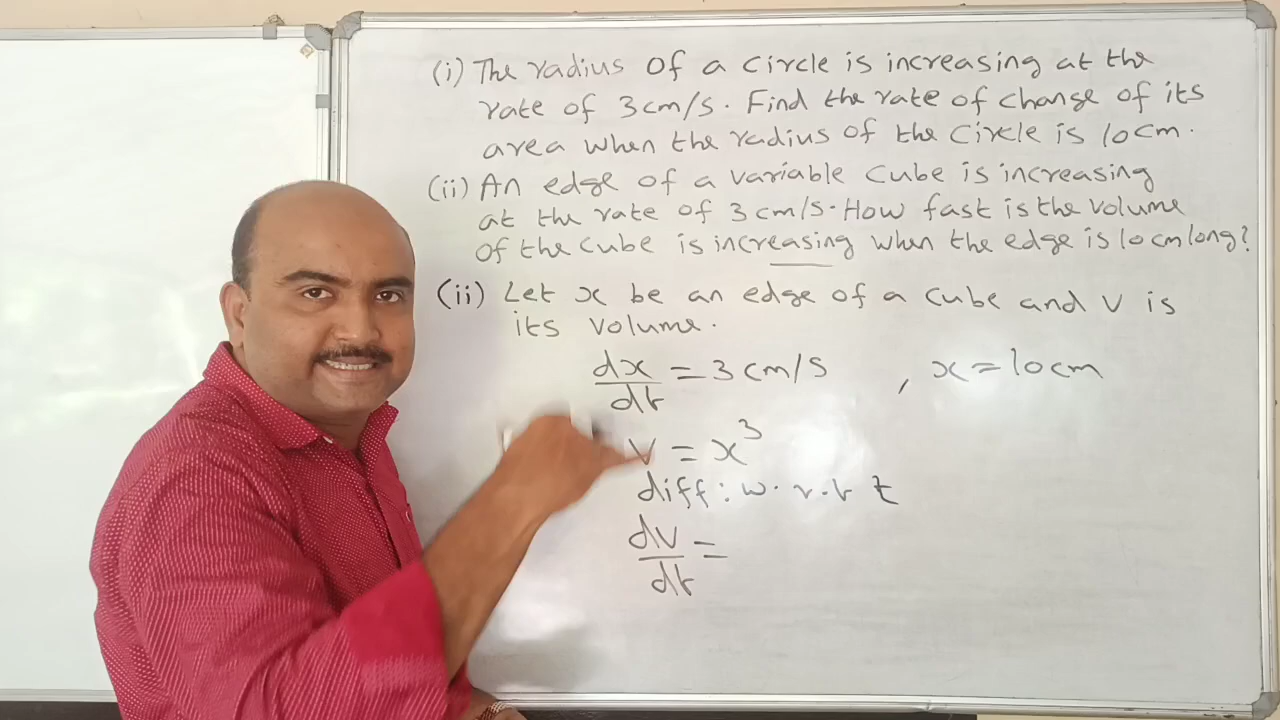 (i) The radius of a circle is increasing at the
rate of 3cm/s. Find the rate of change of its
area when the radius of the circle is 10cm.
(ii) An edge of a variable cube is increasing
at the rate of 3cm/s. How fast is the volume
of the cube is increasing when the edge is 10cm long?
(ii) Let x be an edge of a cube and V is
its volume.
dx/dt = 3cm/s , x = 10cm
V = x³
diff: w.r.t t
dV/dt =